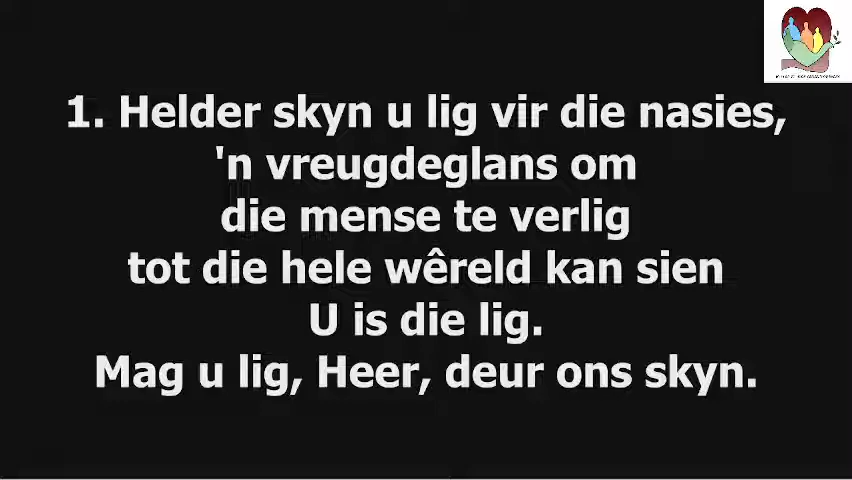 1. Helder skyn u lig vir die nasies,
'n vreugdeglans om
die mense te verlig
tot die hele wêreld kan sien
U is die lig.
Mag u lig, Heer, deur ons skyn.